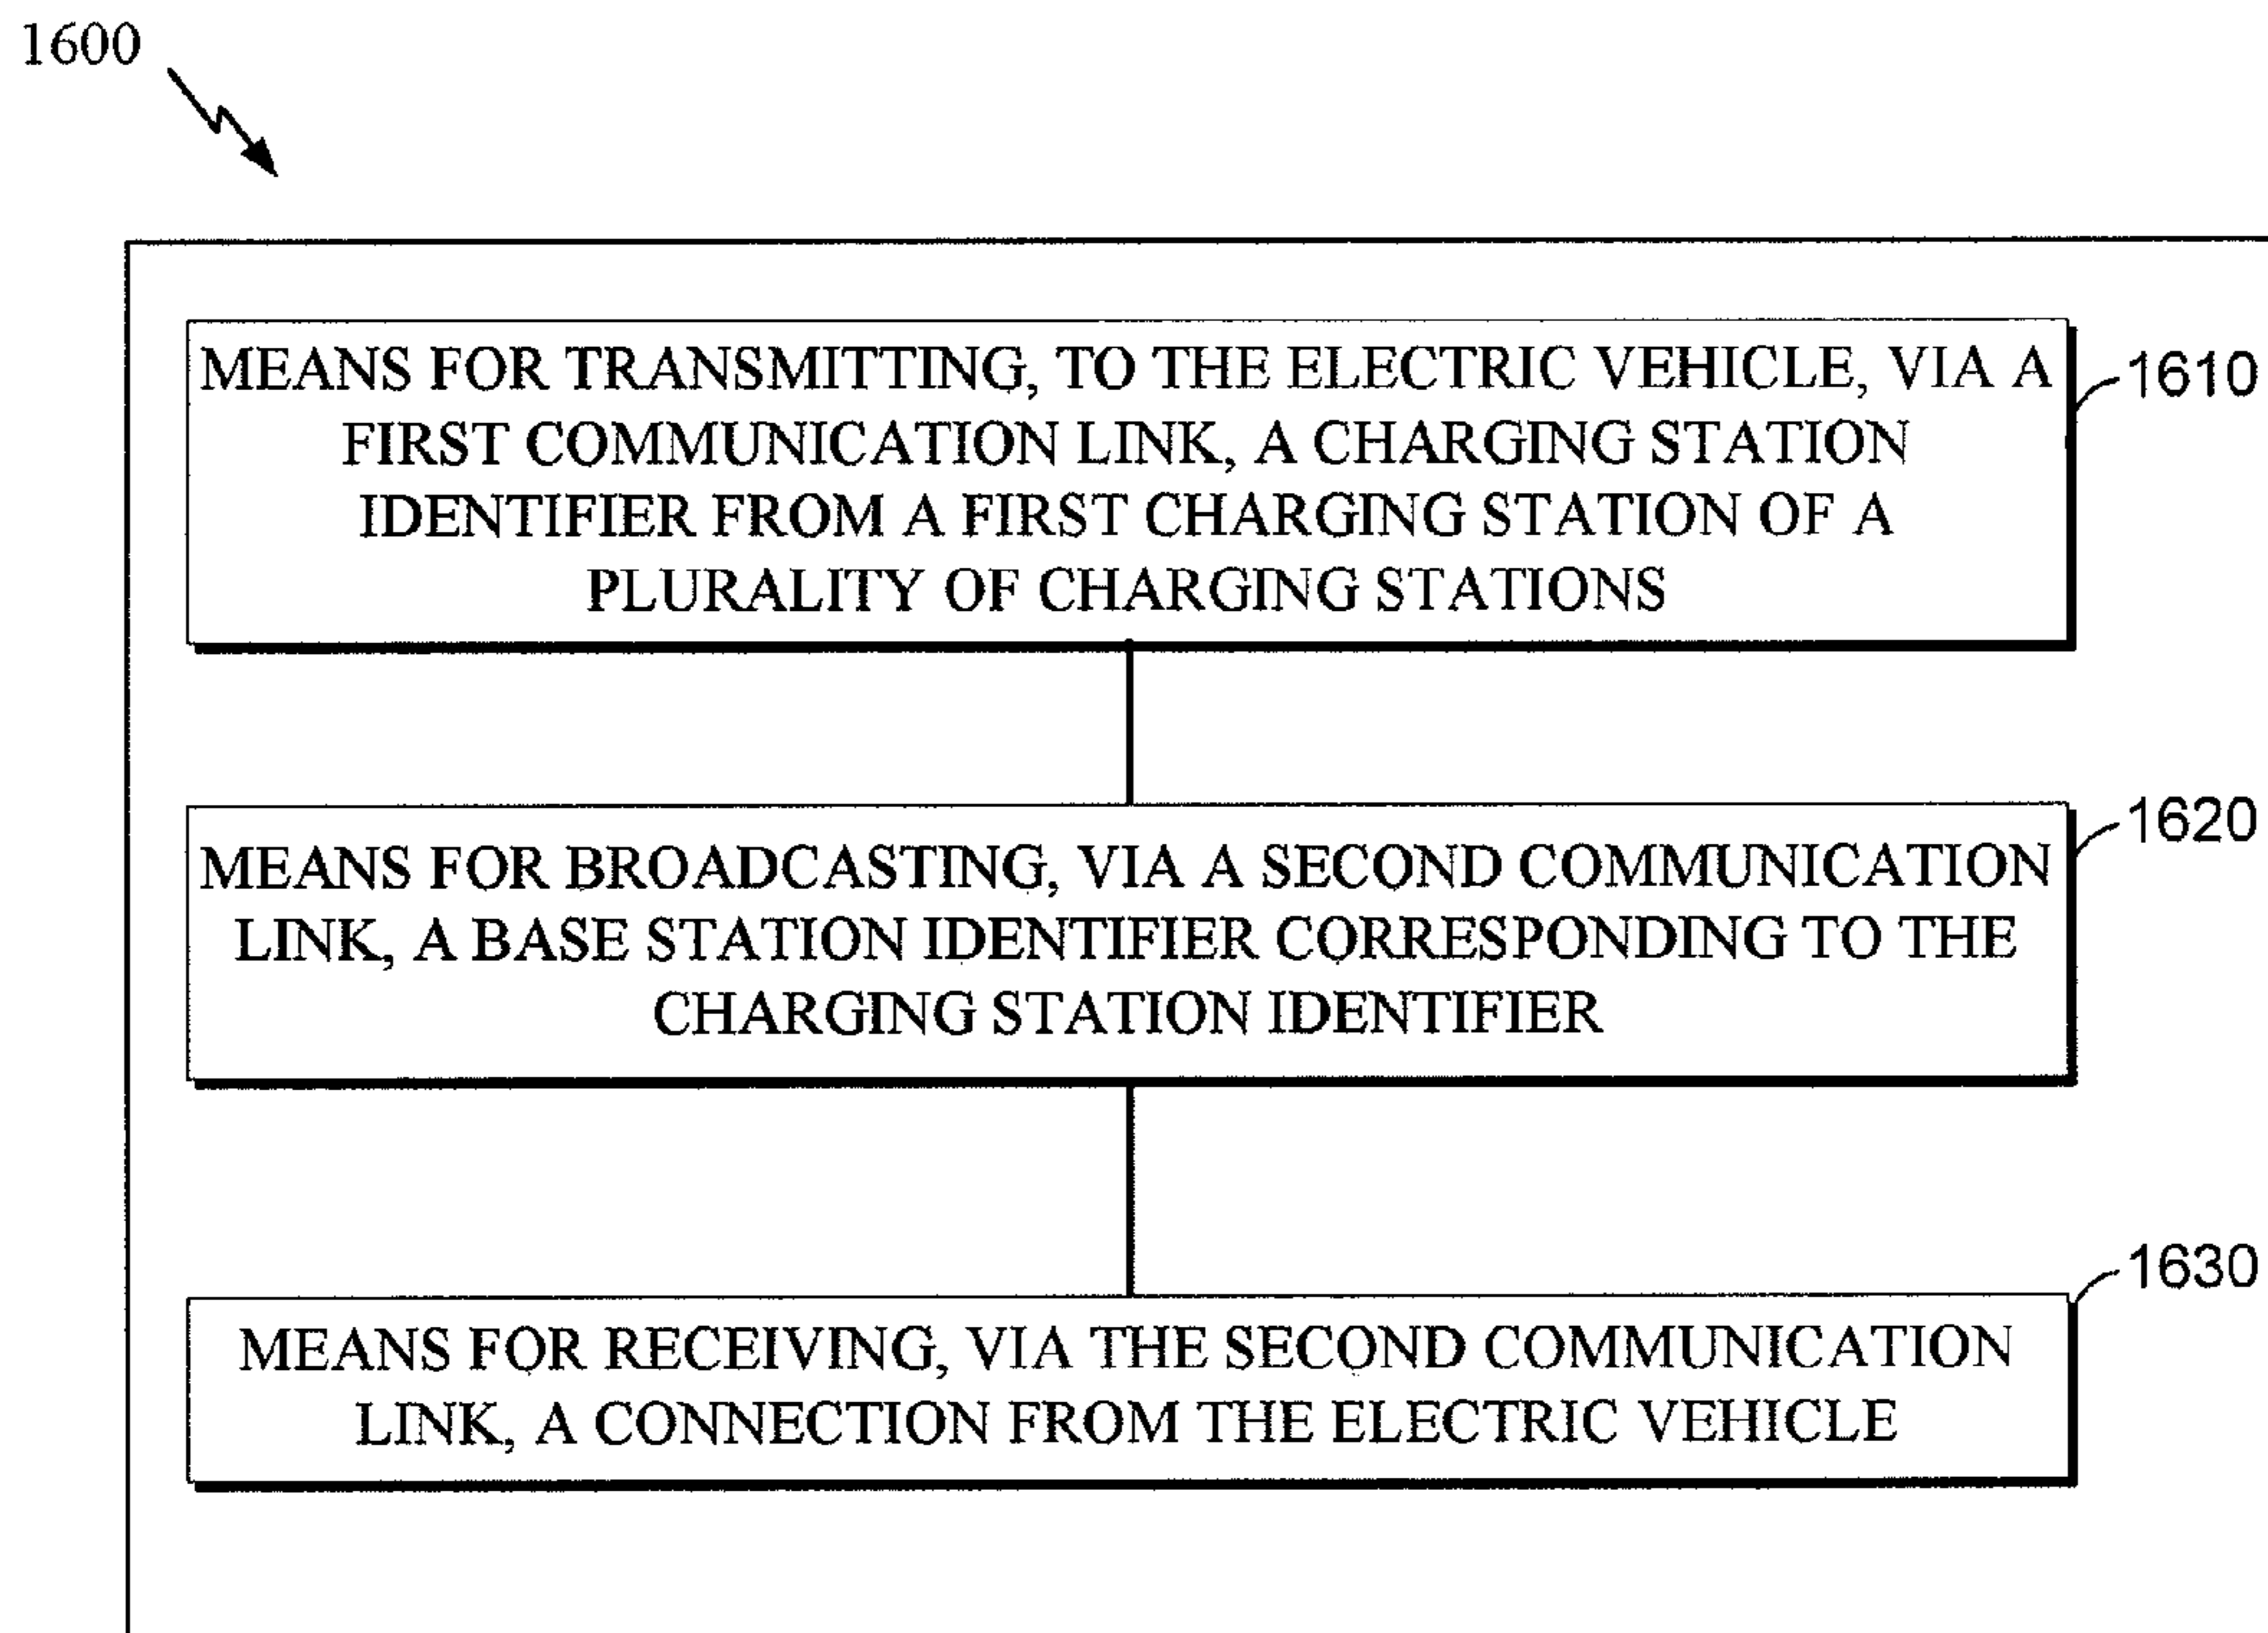 1600
MEANS FOR TRANSMITTING, TO THE ELECTRIC VEHICLE, VIA A
FIRST COMMUNICATION LINK, A CHARGING STATION
IDENTIFIER FROM A FIRST CHARGING STATION OF A
PLURALITY OF CHARGING STATIONS
1610
MEANS FOR BROADCASTING, VIA A SECOND COMMUNICATION
LINK, A BASE STATION IDENTIFIER CORRESPONDING TO THE
CHARGING STATION IDENTIFIER
1620
MEANS FOR RECEIVING, VIA THE SECOND COMMUNICATION
LINK, A CONNECTION FROM THE ELECTRIC VEHICLE
1630